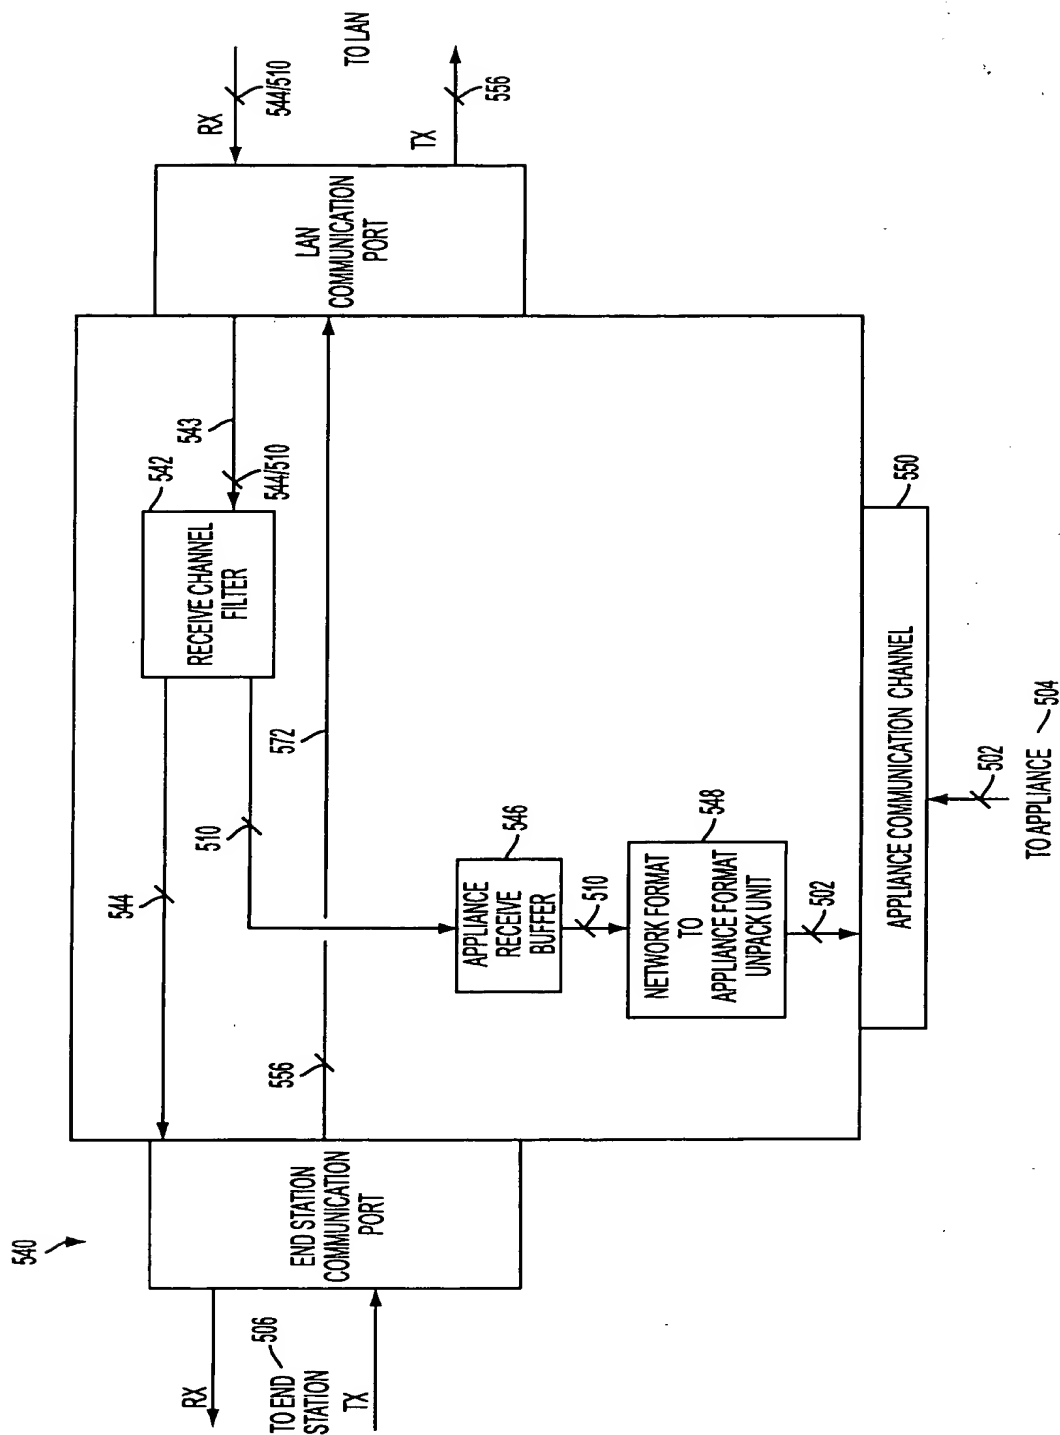 540
RX
TO END
STATION
506
TX
END STATION
COMMUNICATION
PORT
544
556
510
572
RECEIVE CHANNEL
FILTER
542
543
544/510
LAN
COMMUNICATION
PORT
RX
544/510
TO LAN
TX
556
APPLIANCE
RECEIVE
BUFFER
546
510
NETWORK FORMAT
TO
APPLIANCE FORMAT
UNPACK UNIT
548
502
APPLIANCE COMMUNICATION CHANNEL
550
502
TO APPLIANCE
504